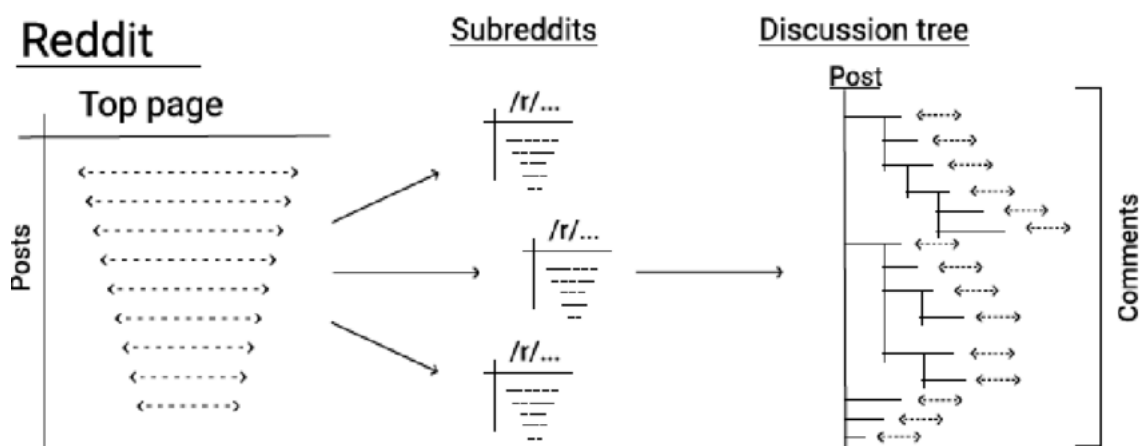 Reddit
Top page
Posts
Subreddits
/r/...
/r/...
/r/...
Discussion tree
Post
Comments